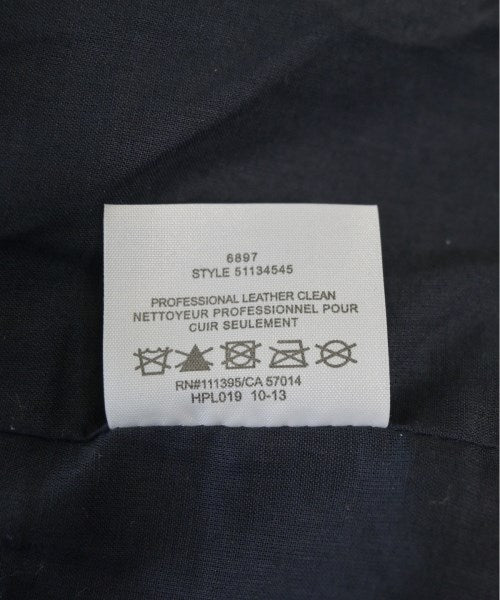 6897
STYLE 51134545
PROFESSIONAL LEATHER CLEAN
NETTOYEUR PROFESSIONNEL POUR
CUIR SEULEMENT
RN#111395/CA 57014
HPL019 10-13